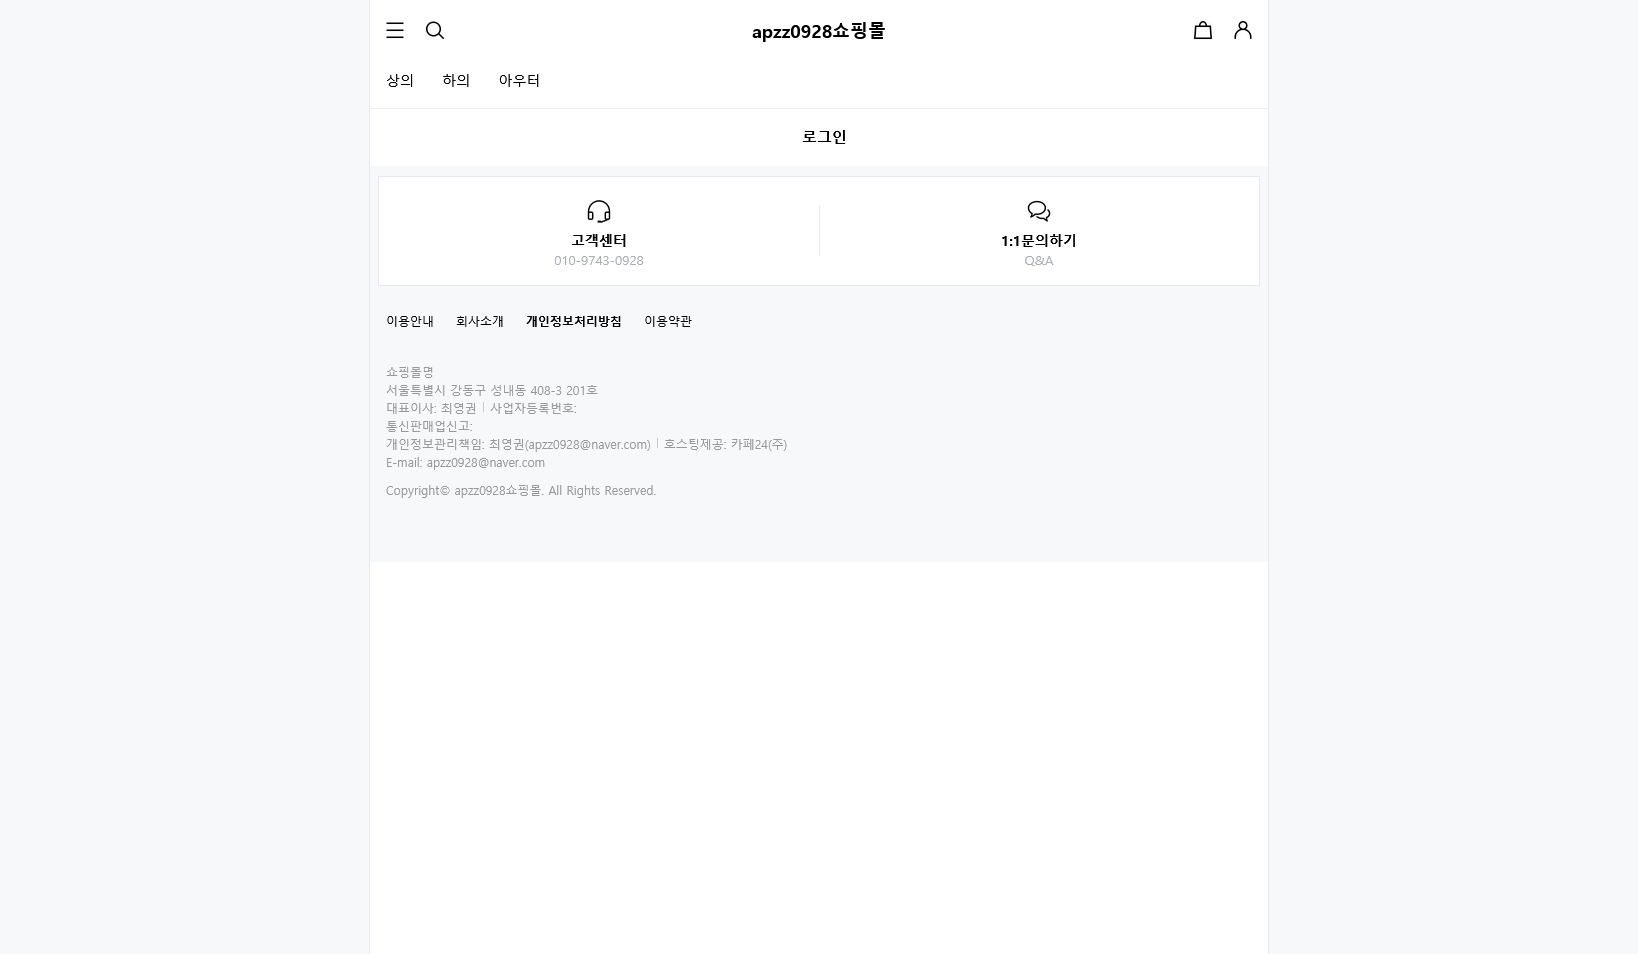 apzz0928쇼핑몰
상의 하의 아우터
로그인
고객센터
010-9743-0928
1:1문의하기
Q&A
이용안내 회사소개 개인정보처리방침 이용약관
쇼핑몰명
서울특별시 강동구 성내동 408-3 201호
대표이사: 최영권 | 사업자등록번호:
통신판매업신고:
개인정보관리책임: 최영권(apzz0928@naver.com) | 호스팅제공: 카페24(주)
E-mail: apzz0928@naver.com
Copyright© apzz0928쇼핑몰. All Rights Reserved.